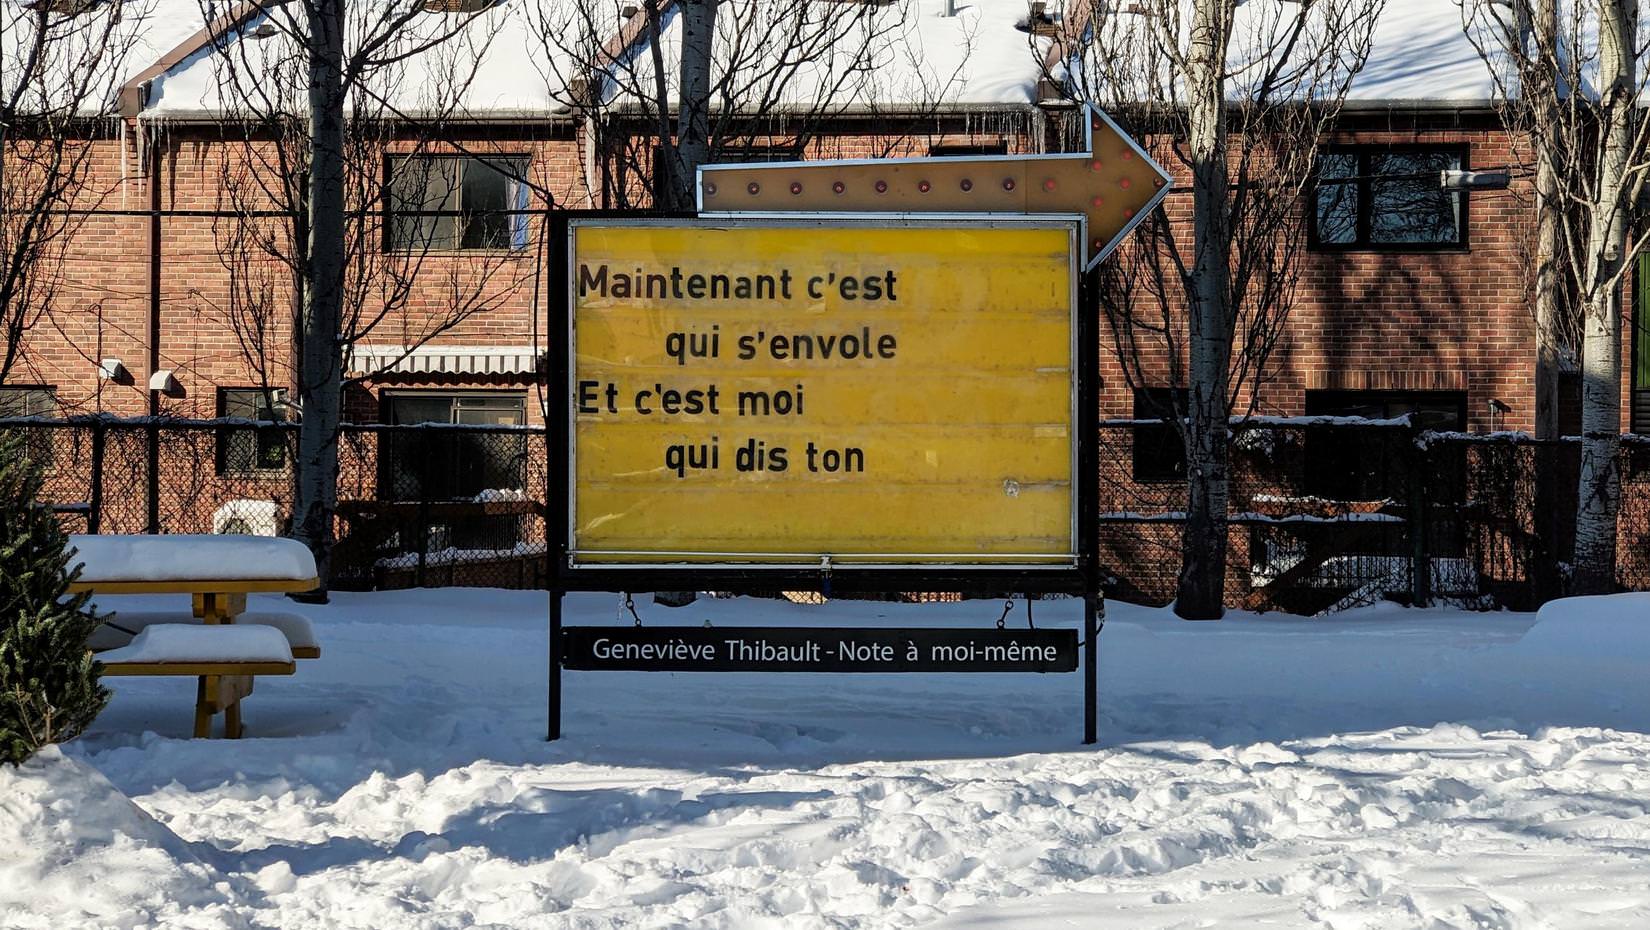 Maintenant c'est
qui s'envole
Et c'est moi
qui dis ton
Geneviève Thibault - Note à moi-même